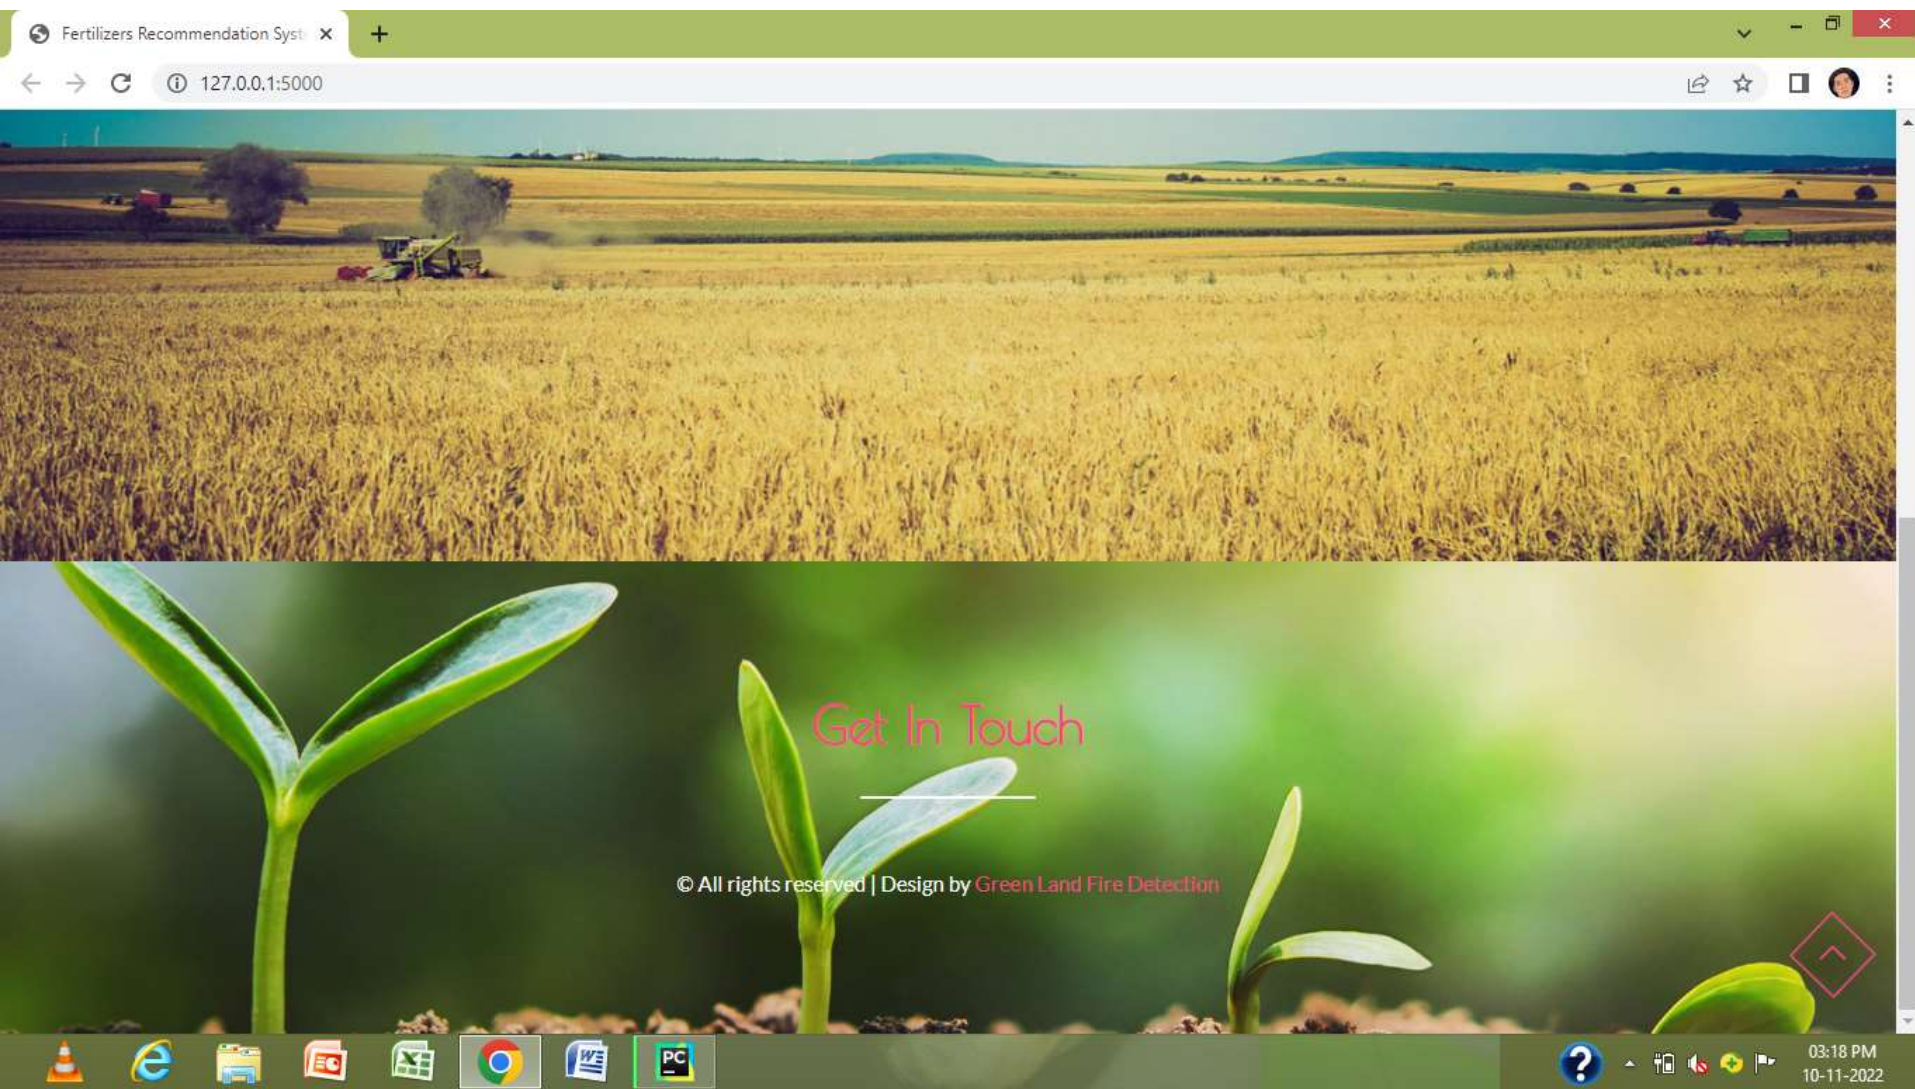 Fertilizers Recommendation Syst
127.0.0.1:5000
Get In Touch
© All rights reserved | Design by Green Land Fire Detection
PC
03:18 PM
10-11-2022